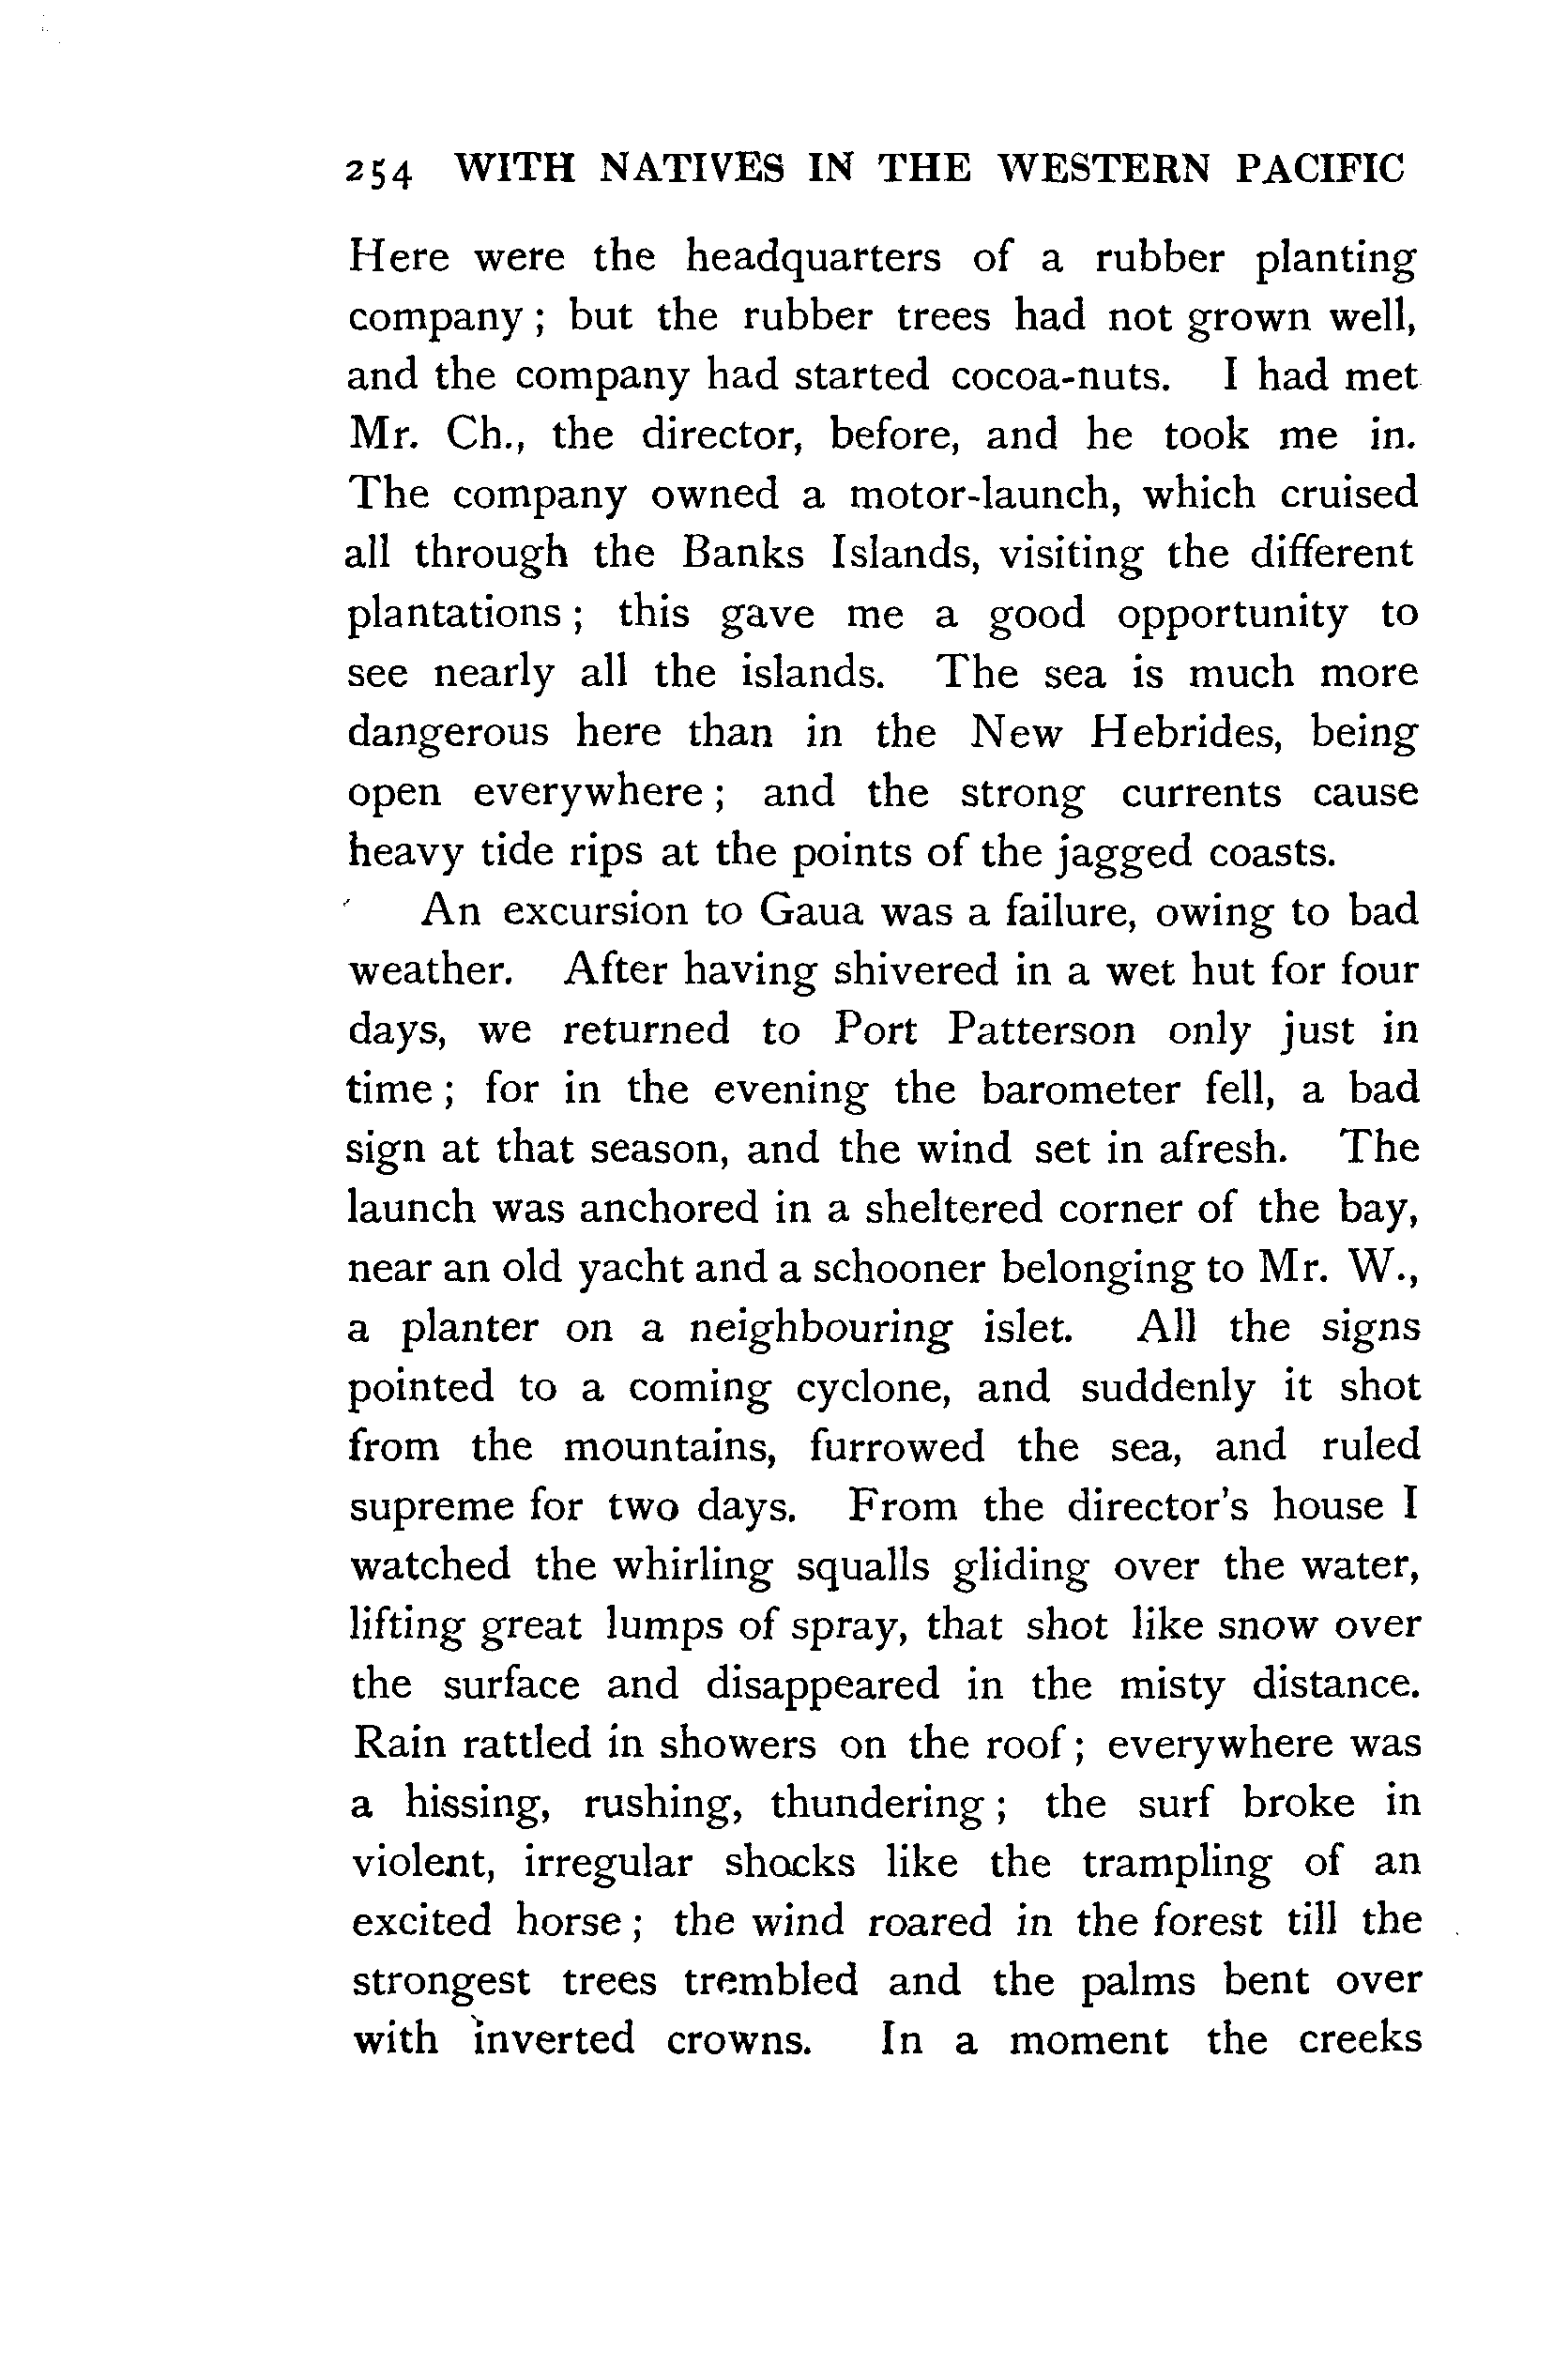 254 WITH NATIVES IN THE WESTERN PACIFIC
Here were the headquarters of a rubber planting
company ; but the rubber trees had not grown well,
and the company had started cocoa-nuts. I had met
Mr. Ch., the director, before, and he took me in.
The company owned a motor-launch, which cruised
all through the Banks Islands, visiting the different
plantations ; this gave me a good opportunity to
see nearly all the islands. The sea is much more
dangerous here than in the New Hebrides, being
open everywhere ; and the strong currents cause
heavy tide rips at the points of the jagged coasts.
An excursion to Gaua was a failure, owing to bad
weather. After having shivered in a wet hut for four
days, we returned to Port Patterson only just in
time ; for in the evening the barometer fell, a bad
sign at that season, and the wind set in afresh. The
launch was anchored in a sheltered corner of the bay,
near an old yacht and a schooner belonging to Mr. W.,
a planter on a neighbouring islet. All the signs
pointed to a coming cyclone, and suddenly it shot
from the mountains, furrowed the sea, and ruled
supreme for two days. From the director's house I
watched the whirling squalls gliding over the water,
lifting great lumps of spray, that shot like snow over
the surface and disappeared in the misty distance.
Rain rattled in showers on the roof ; everywhere was
a hissing, rushing, thundering ; the surf broke in
violent, irregular shocks like the trampling of an
excited horse ; the wind roared in the forest till the
strongest trees trembled and the palms bent over
with inverted crowns. In a moment the creeks